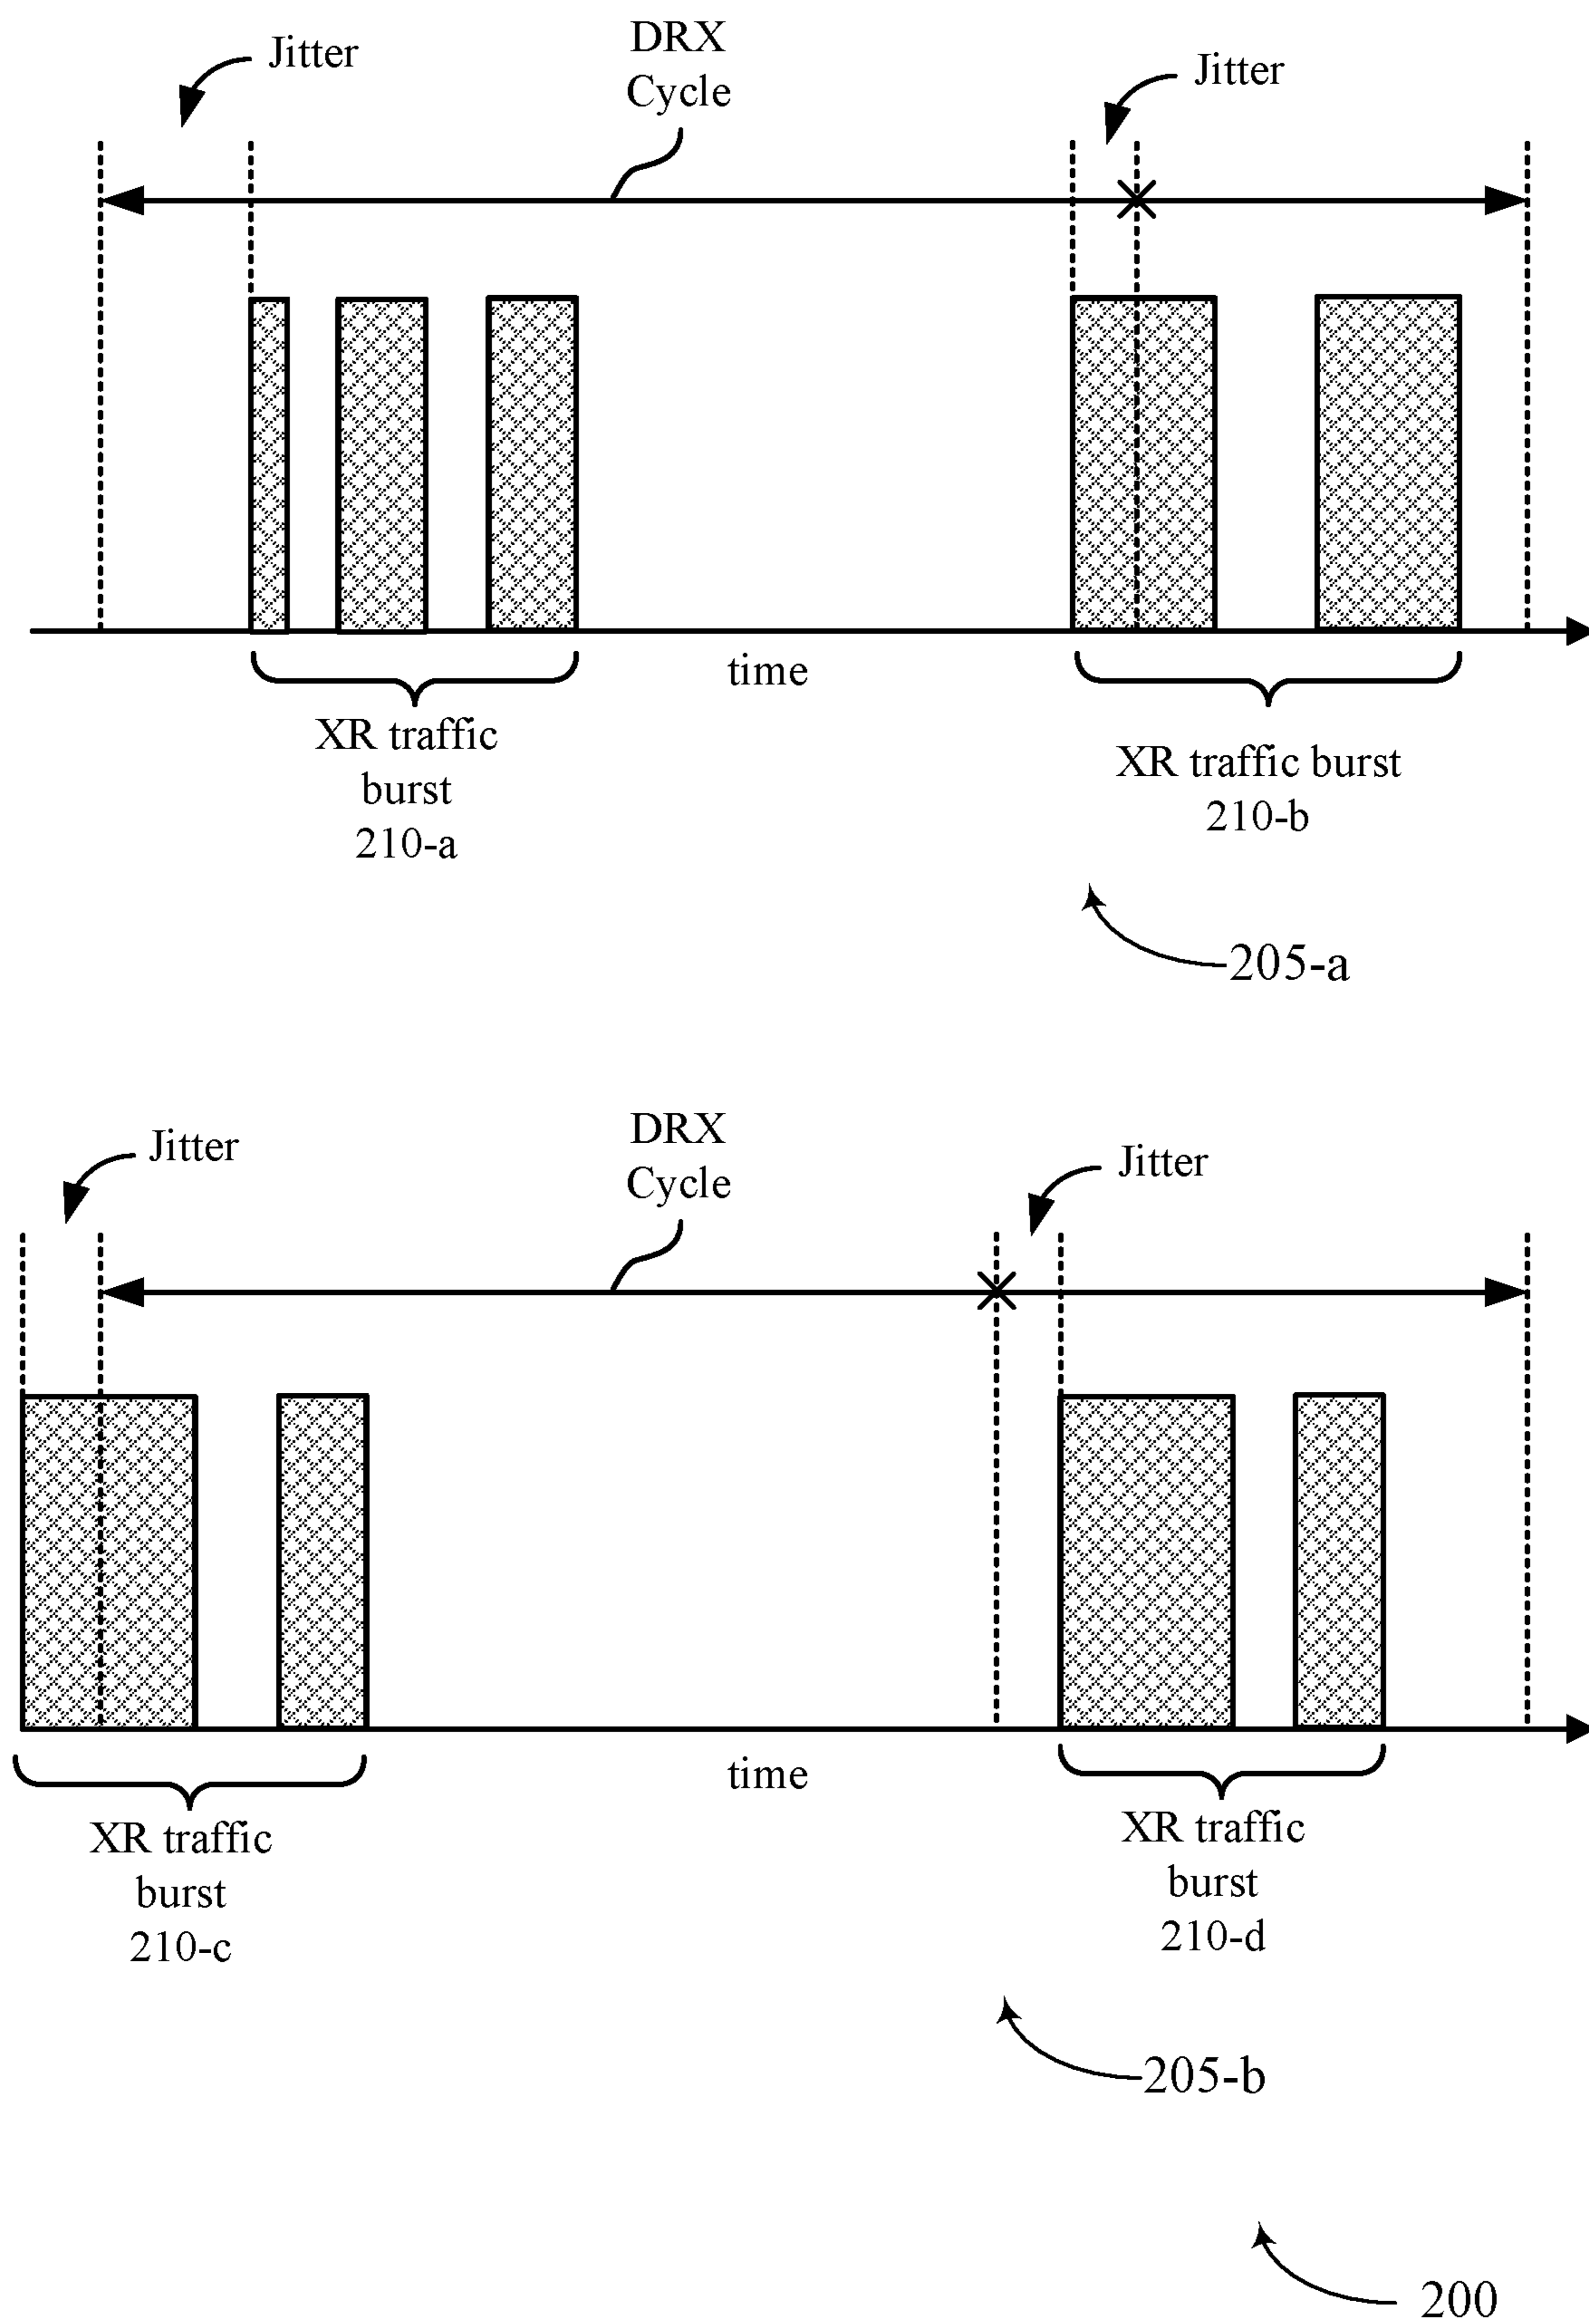 Jitter
DRX
Cycle
Jitter
time
XR traffic
burst
210-a
XR traffic burst
210-b
205-a
Jitter
DRX
Cycle
Jitter
time
XR traffic
burst
210-c
XR traffic
burst
210-d
205-b
200